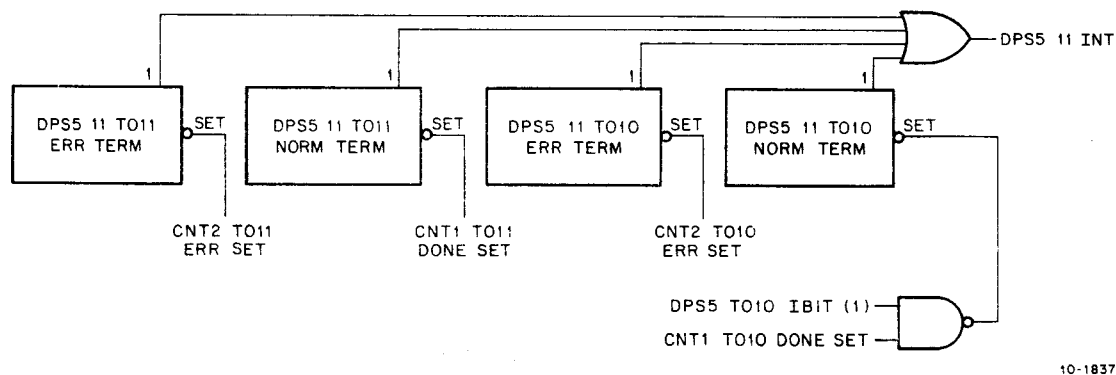 DPS5 11 INT
1
1
1
1
DPS5 11 TO11
ERR TERM
SET
DPS5 11 TO11
NORM TERM
SET
DPS5 11 TO10
ERR TERM
SET
DPS5 11 TO10
NORM TERM
SET
CNT2 TO11
ERR SET
CNT1 TO11
DONE SET
CNT2 TO10
ERR SET
DPS5 TO10 IBIT (1)
CNT1 TO10 DONE SET
10-1837